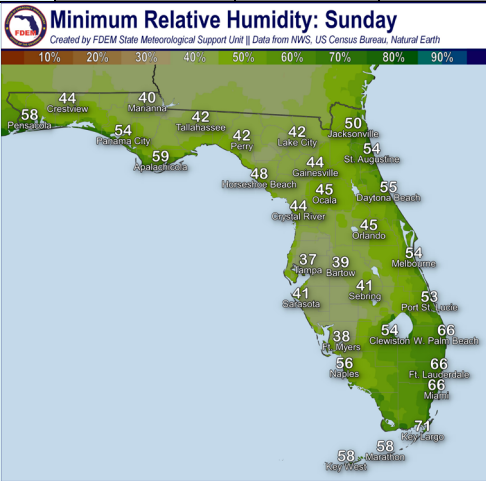 FDEM
Minimum Relative Humidity: Sunday
Created by FDEM State Meteorological Support Unit || Data from NWS, US Census Bureau, Natural Earth
10% 20% 30% 40% 50% 60% 70% 80% 90%
44
Crestview
40
Marianna
58
Pensacola
54
Panama City
42
Tallahassee
59
Apalachicola
42
Perry
42
Lake City
50
Jacksonville
54
St. Augustine
44
Gainesville
48
Horseshoe Beach
45
Ocala
55
Daytona Beach
44
Crystal River
45
Orlando
54
Melbourne
37
Tampa
39
Bartow
41
Sarasota
41
Sebring
53
Port St. Lucie
38
Ft. Myers
54
Clewiston
66
W. Palm Beach
56
Naples
66
Ft. Lauderdale
66
Miami
71
Key Largo
58
Marathon
58
Key West